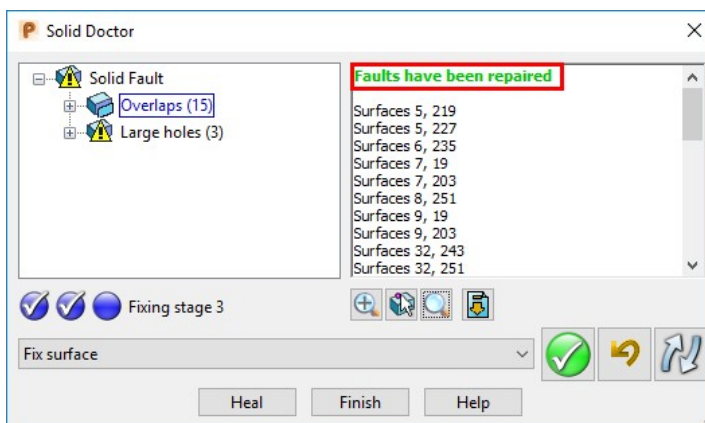 Solid Doctor
Solid Fault
Overlaps (15)
Large holes (3)
Faults have been repaired
Surfaces 5, 219
Surfaces 5, 227
Surfaces 6, 235
Surfaces 7, 19
Surfaces 7, 203
Surfaces 8, 251
Surfaces 9, 19
Surfaces 9, 203
Surfaces 32, 243
Surfaces 32, 251
Fixing stage 3
Fix surface
Heal
Finish
Help